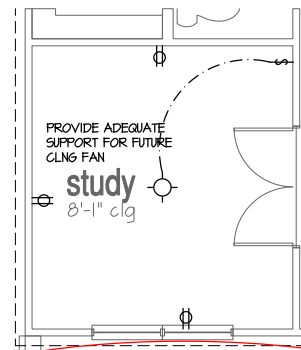 $
PROVIDE ADEQUATE
SUPPORT FOR FUTURE
CLNG FAN
study
8'-1" clg